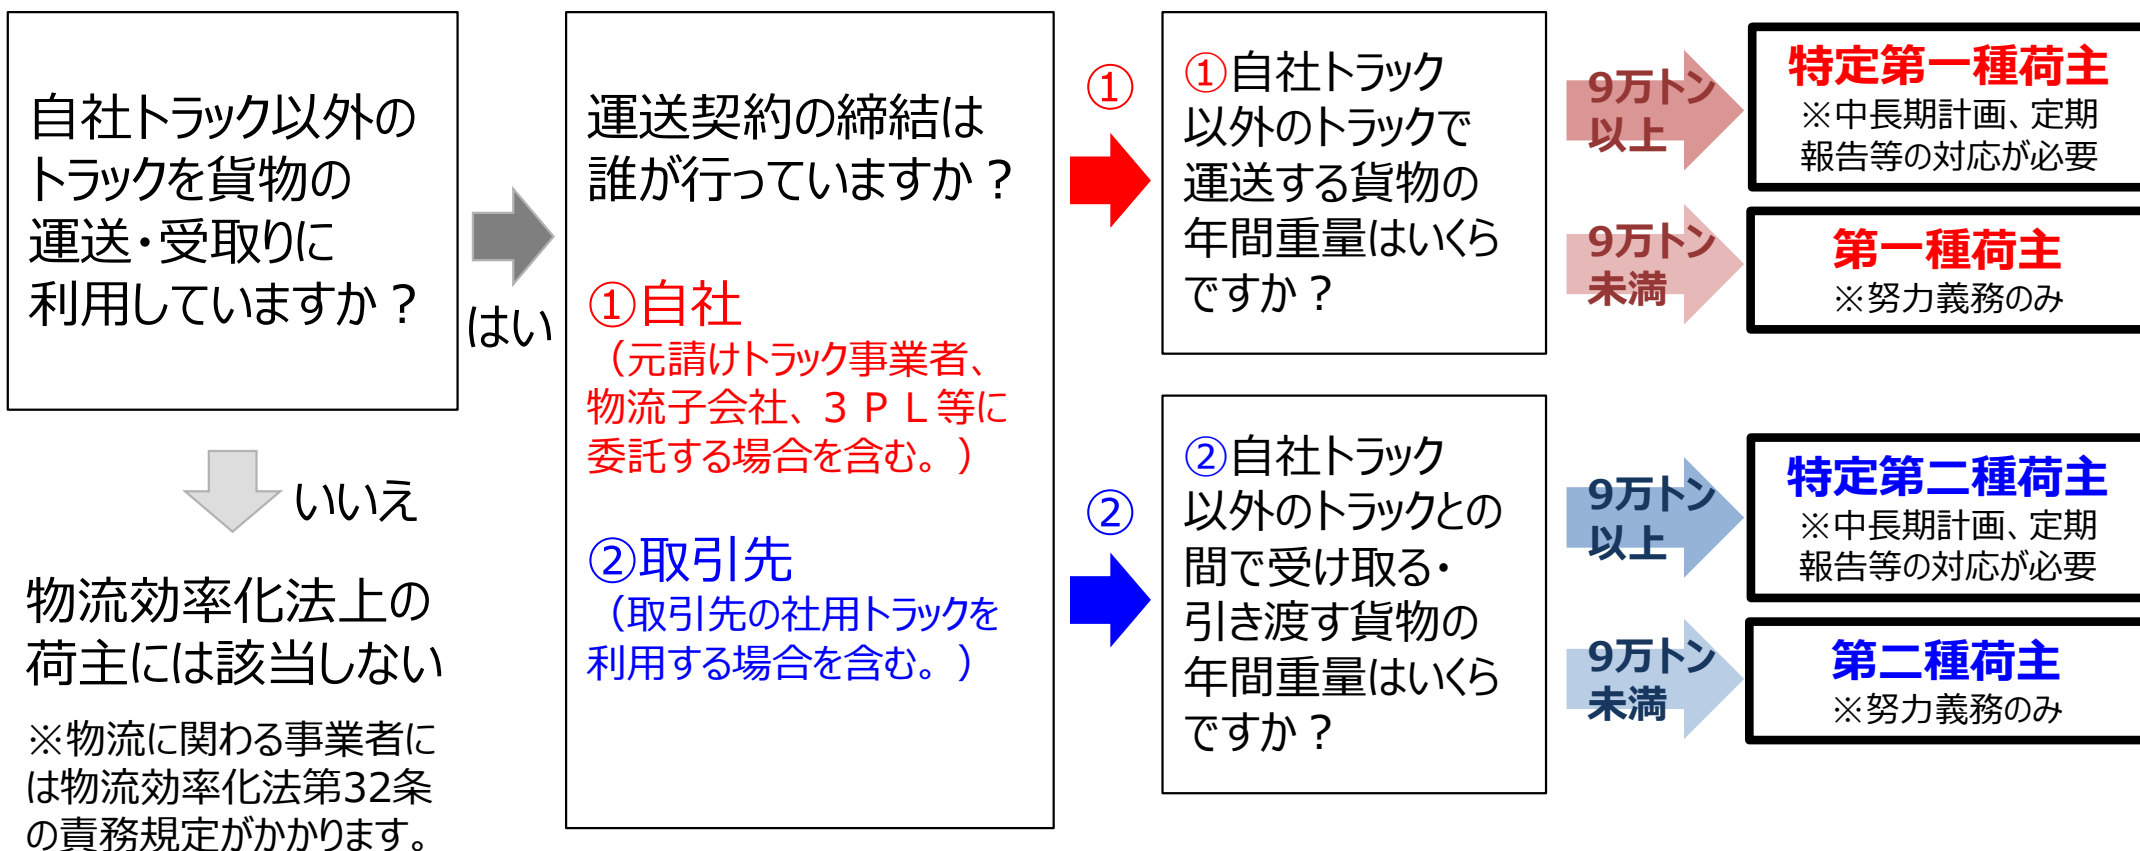 自社トラック以外の
トラックを貨物の
運送・受取りに
利用していますか？
はい
いいえ
物流効率化法上の
荷主には該当しない
※物流に関わる事業者に
は物流効率化法第32条
の責務規定がかかります。
運送契約の締結は
誰が行っていますか？
①自社
（元請けトラック事業者、
物流子会社、３ＰＬ等に
委託する場合を含む。）
②取引先
（取引先の社用トラックを
利用する場合を含む。）
①
①自社トラック
以外のトラックで
運送する貨物の
年間重量はいくら
ですか？
9万トン
以上
特定第一種荷主
※中長期計画、定期
報告等の対応が必要
9万トン
未満
第一種荷主
※努力義務のみ
②
②自社トラック
以外のトラックとの
間で受け取る・
引き渡す貨物の
年間重量はいくら
ですか？
9万トン
以上
特定第二種荷主
※中長期計画、定期
報告等の対応が必要
9万トン
未満
第二種荷主
※努力義務のみ